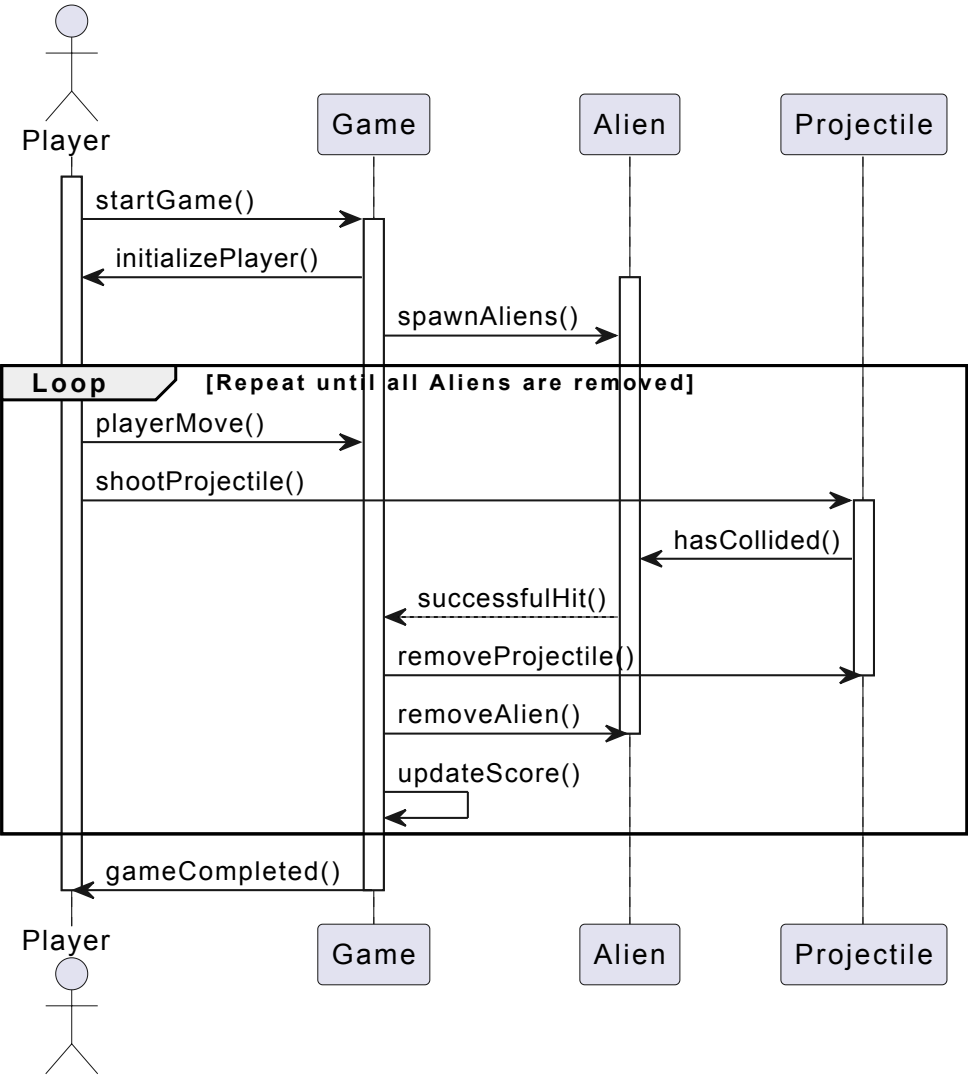 Player
Game
Alien
Projectile
startGame()
initializePlayer()
spawnAliens()
Loop
[Repeat until all Aliens are removed]
playerMove()
shootProjectile()
hasCollided()
successfulHit()
removeProjectile()
removeAlien()
updateScore()
gameCompleted()
Player
Game
Alien
Projectile